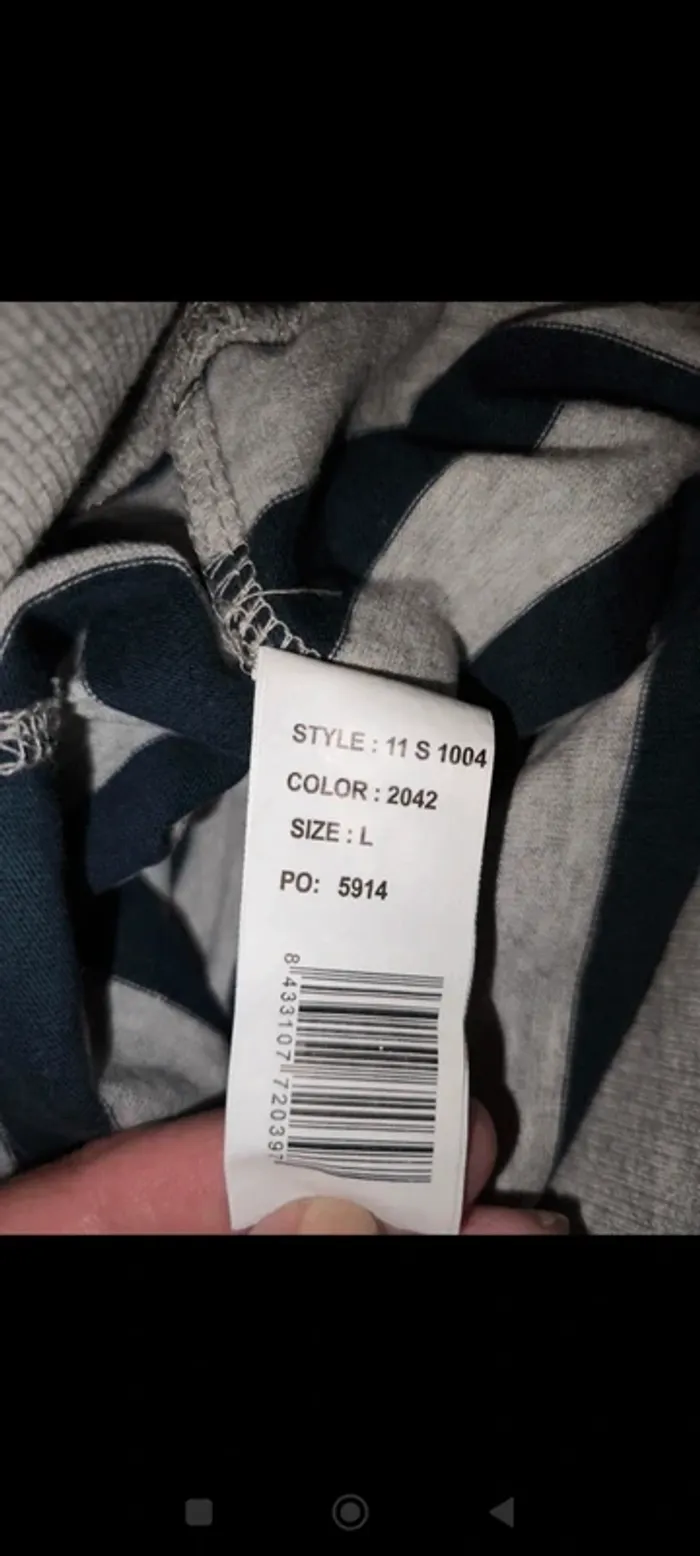 STYLE : 11 S 1004
COLOR : 2042
SIZE : L
PO: 5914
8 433107 720397